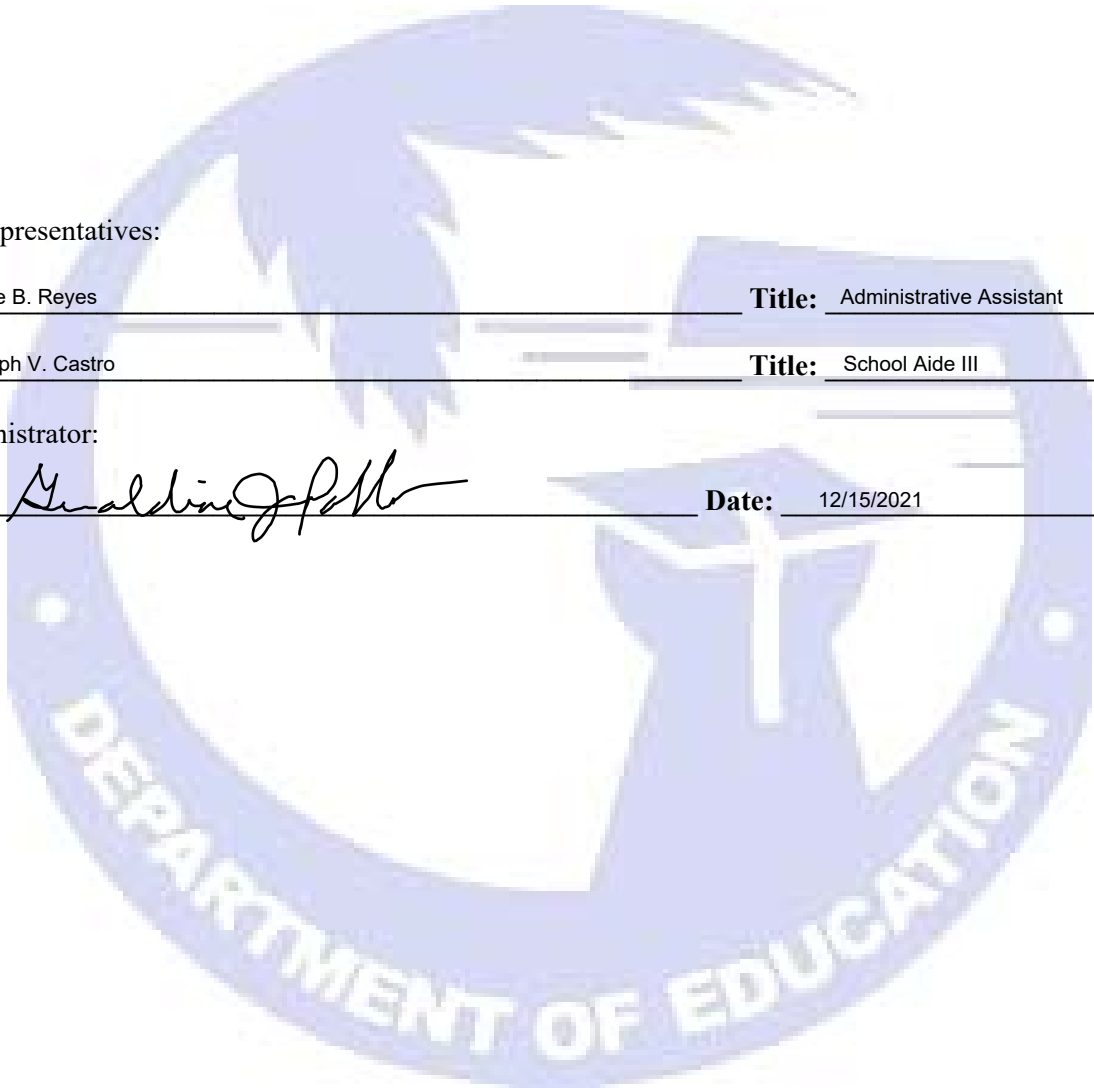 presentatives:
e B. Reyes Title: Administrative Assistant
ph V. Castro Title: School Aide III
nistrator:
Date: 12/15/2021
DEPARTMENT OF EDUCATION